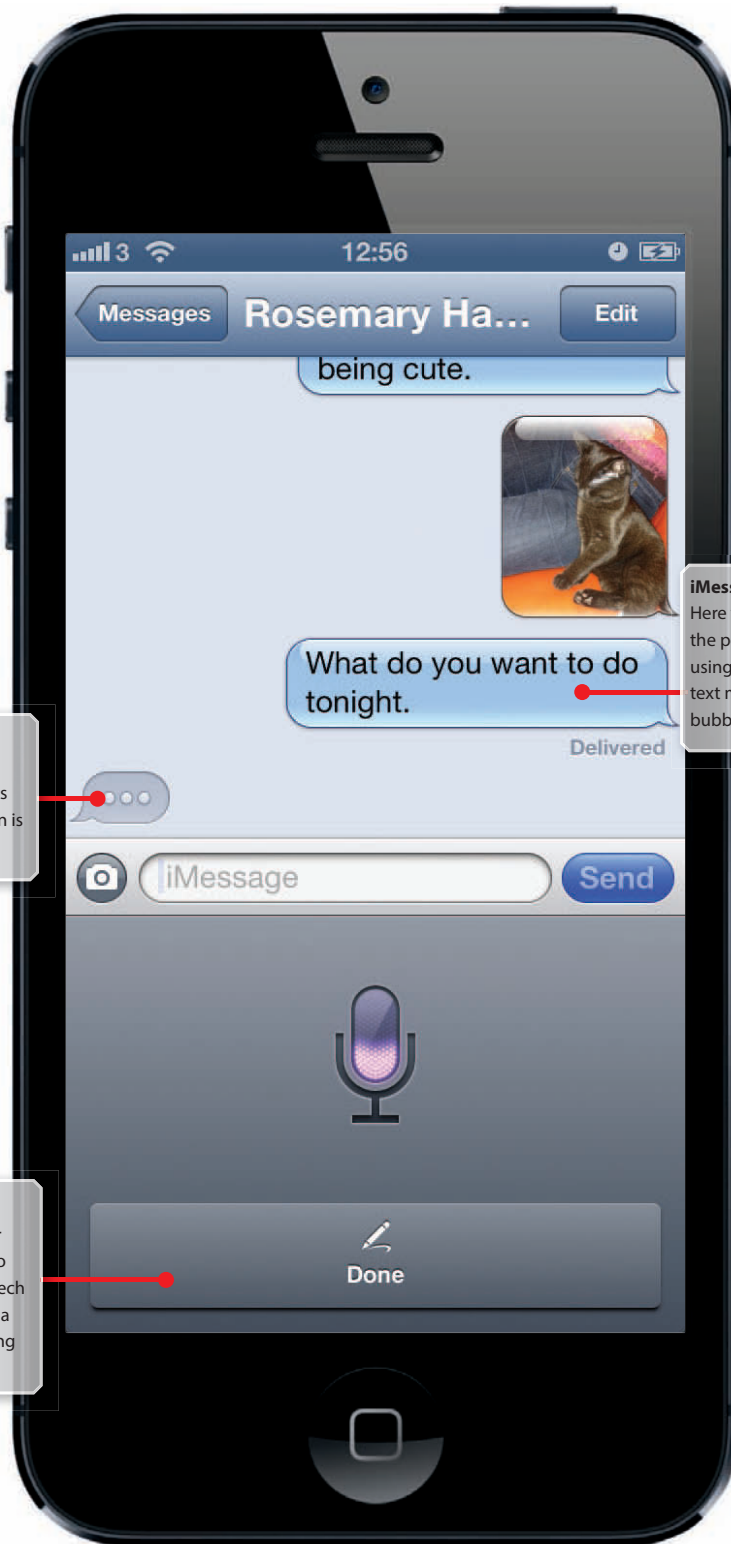 3
12:56
Messages
Rosemary Ha...
Edit
being cute.
What do you want to do
tonight.
Delivered
iMess
Here
the p
using
text m
bubb
s
n is
iMessage
Send
o
ech
a
ng
Done